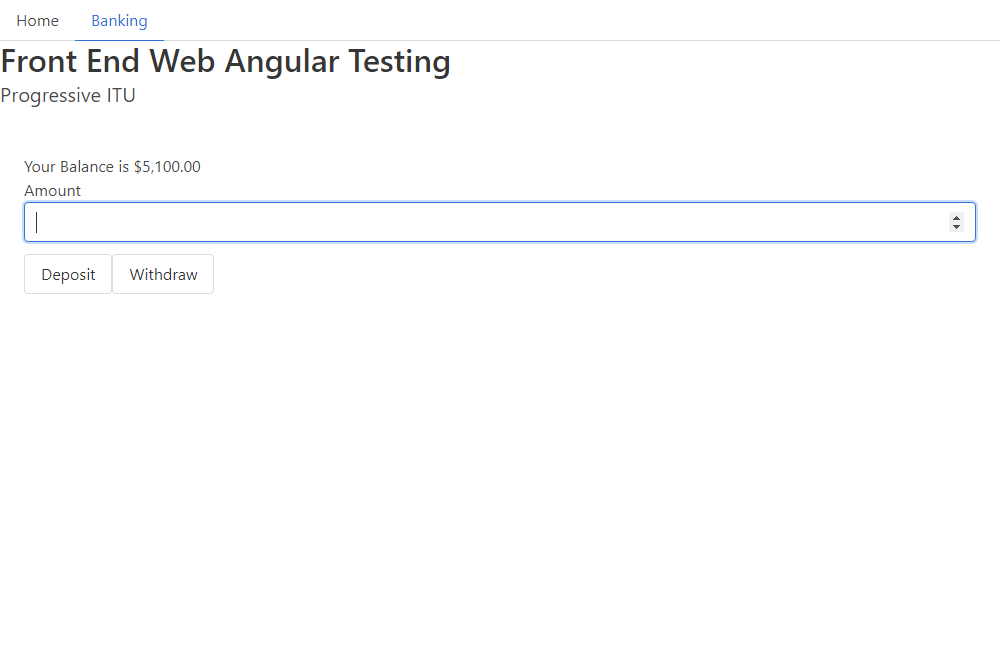 Home Banking
Front End Web Angular Testing
Progressive ITU
Your Balance is $5,100.00
Amount
Deposit Withdraw